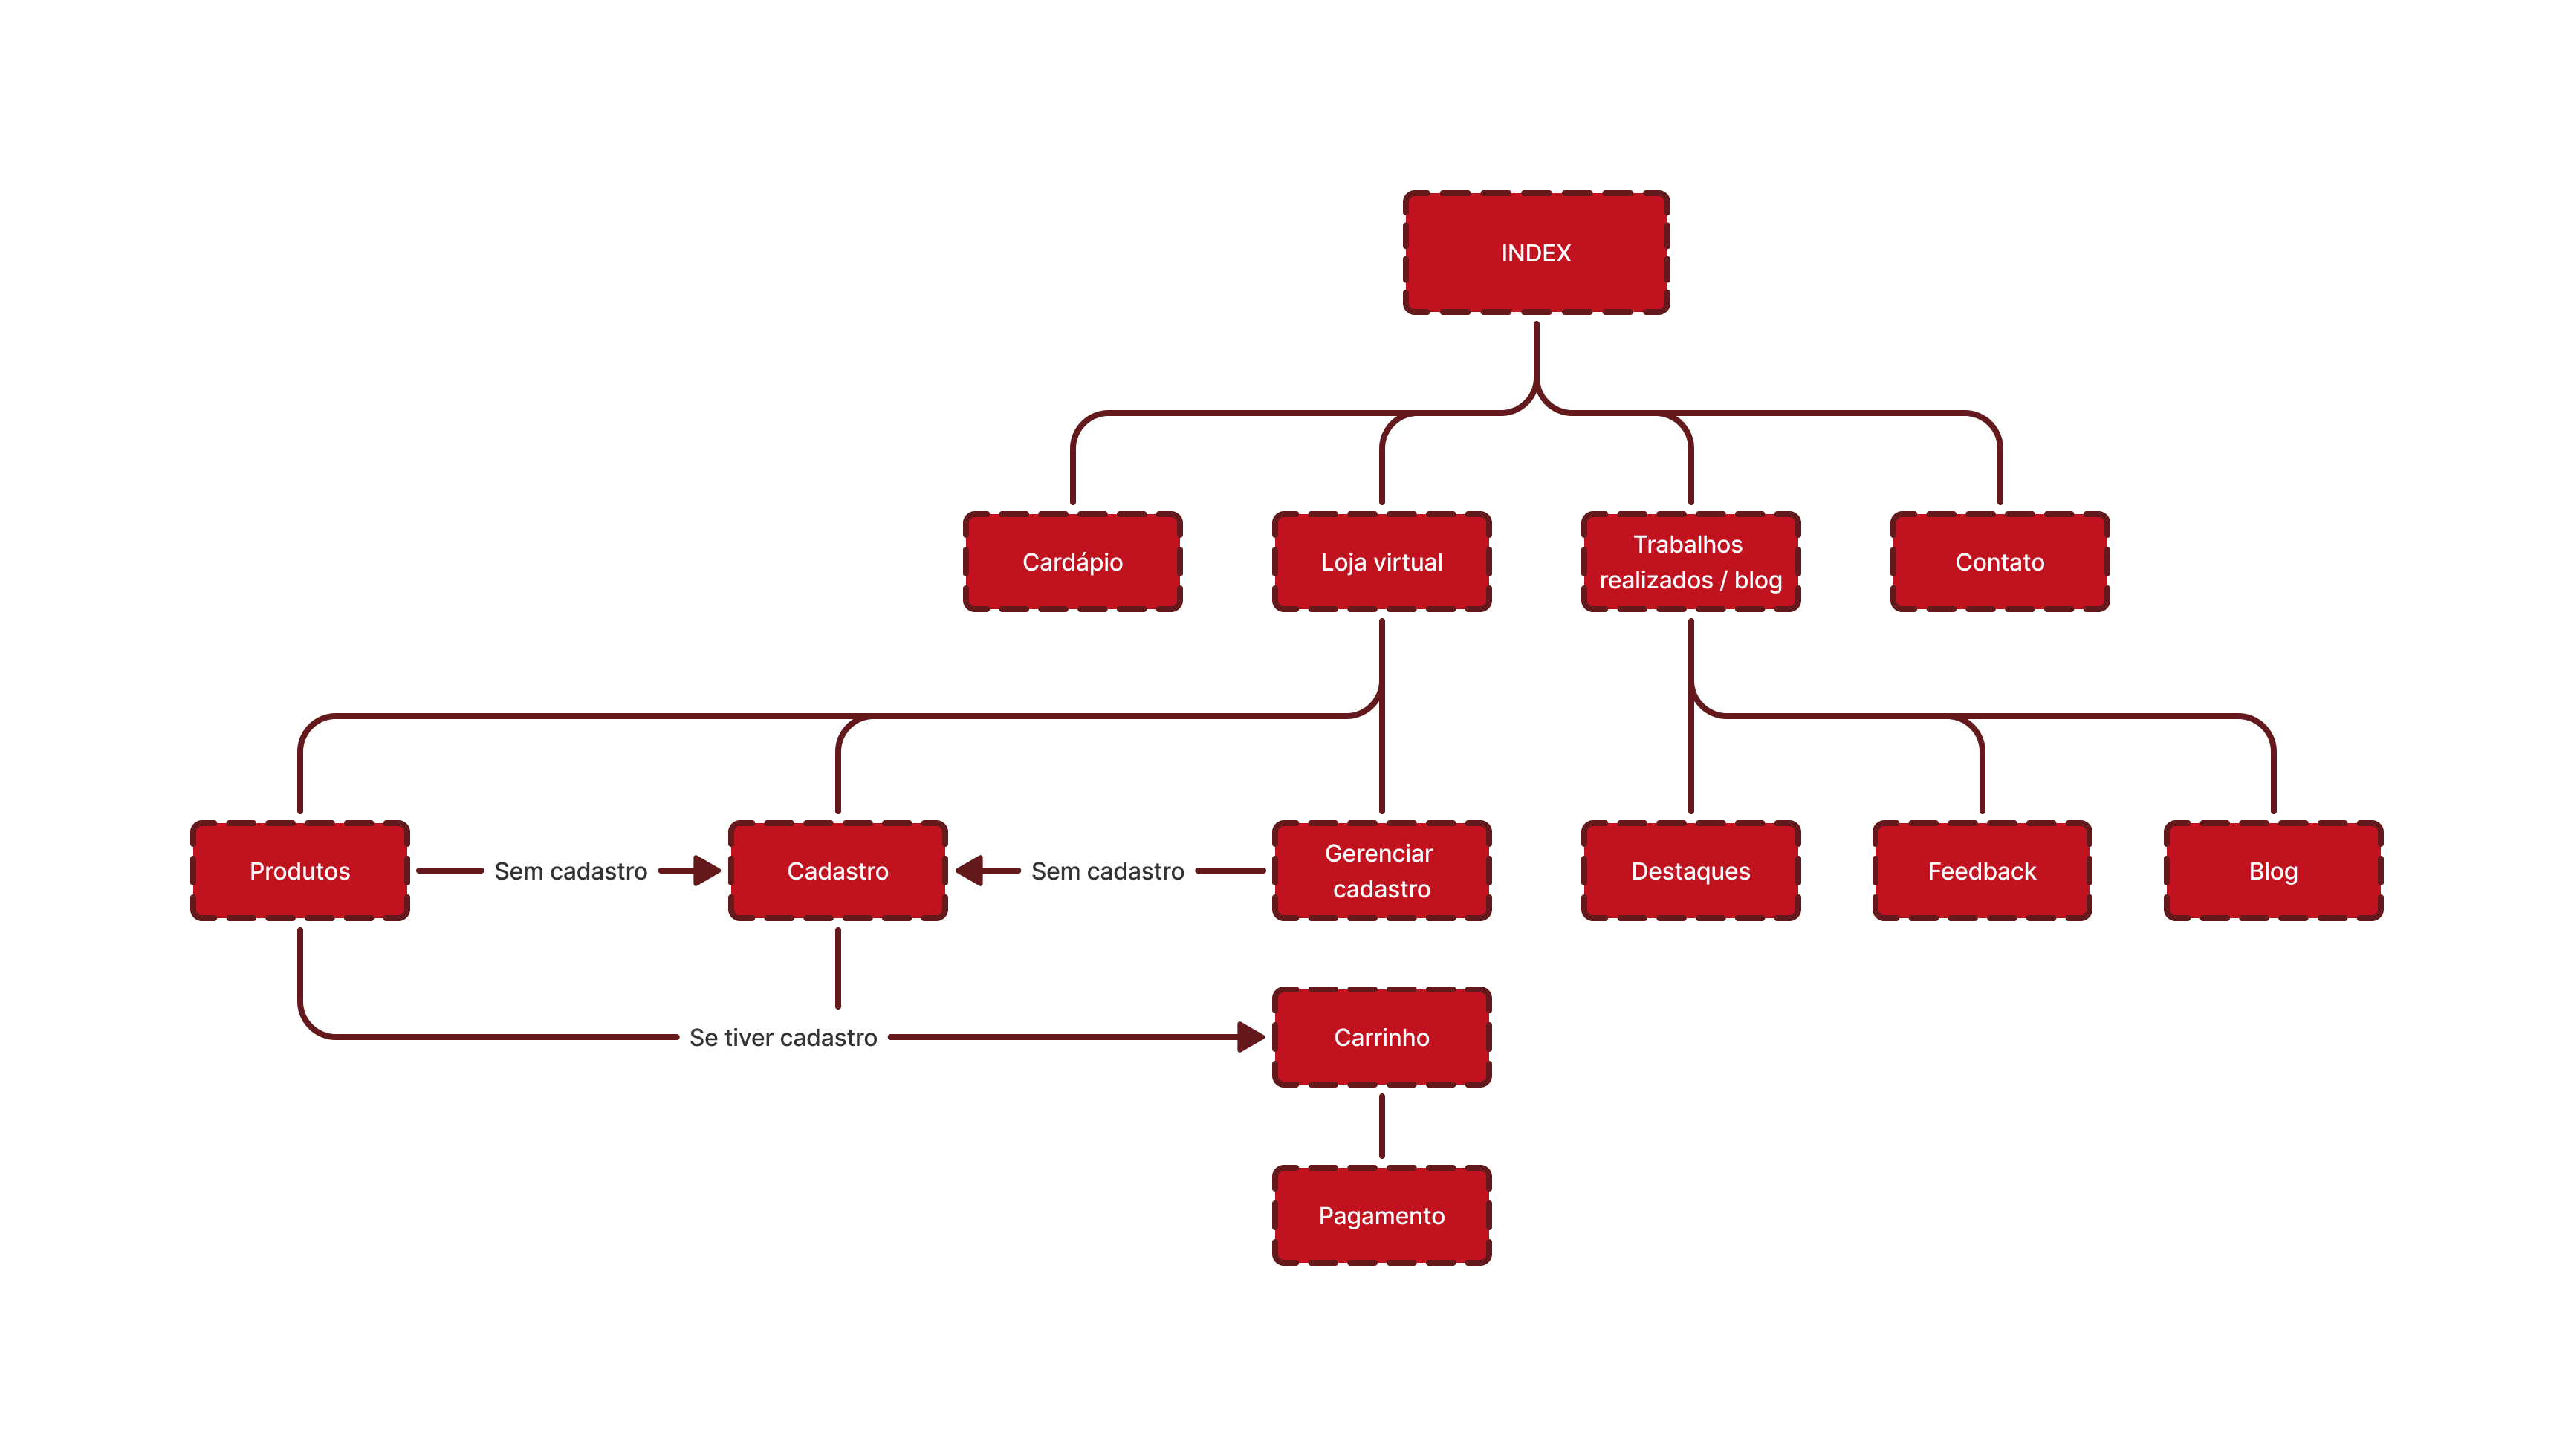 INDEX
Cardápio
Loja virtual
Trabalhos
realizados / blog
Contato
Produtos
Sem cadastro
Cadastro
Sem cadastro
Gerenciar
cadastro
Destaques
Feedback
Blog
Se tiver cadastro
Carrinho
Pagamento